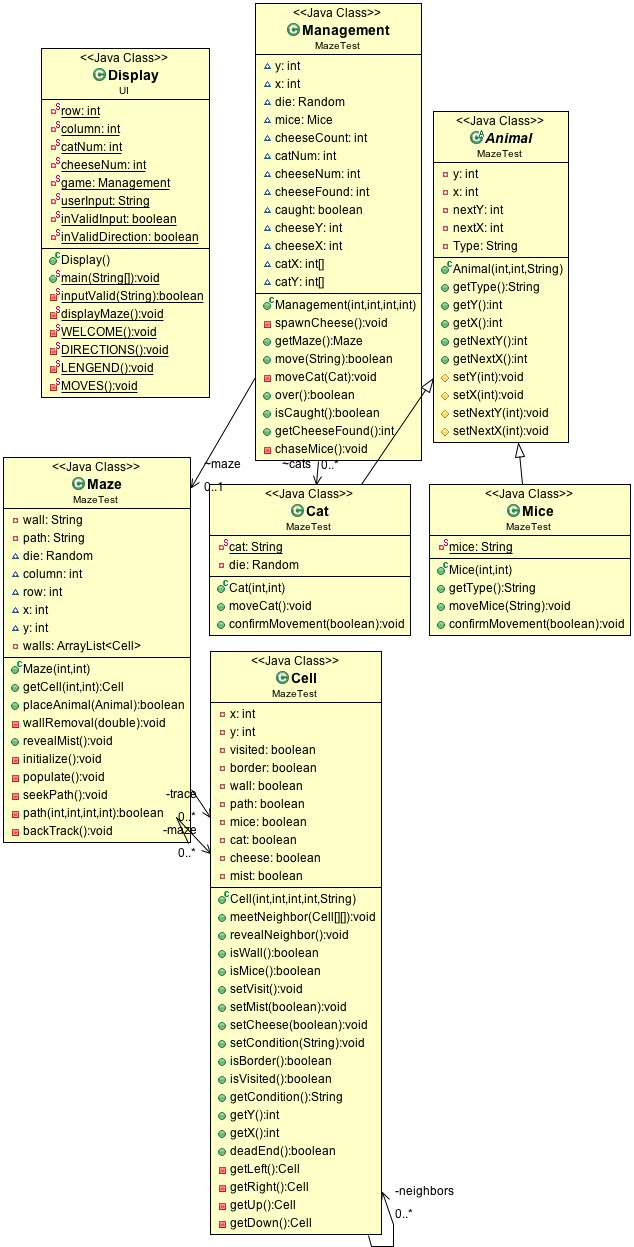 <<Java Class>>
Display
UI
row: int
column: int
catNum: int
cheeseNum: int
game: Management
userInput: String
inValidInput: boolean
inValidDirection: boolean
Display()
main(String[]):void
inputValid(String):boolean
displayMaze():void
WELCOME():void
DIRECTIONS():void
LENGEND():void
MOVES():void
<<Java Class>>
Management
MazeTest
y: int
x: int
die: Random
mice: Mice
cheeseCount: int
catNum: int
cheeseNum: int
cheeseFound: int
caught: boolean
cheeseY: int
cheeseX: int
catX: int[]
catY: int[]
Management(int,int,int,int)
spawnCheese():void
getMaze():Maze
move(String):boolean
moveCat(Cat):void
over():boolean
isCaught():boolean
getCheeseFound():int
chaseMice():void
<<Java Class>>
Animal
MazeTest
y: int
x: int
nextY: int
nextX: int
Type: String
Animal(int,int,String)
getType():String
getY():int
getX():int
getNextY():int
getNextX():int
setY(int):void
setX(int):void
setNextY(int):void
setNextX(int):void
~maze
0..1
~cats
0..*
<<Java Class>>
Maze
MazeTest
wall: String
path: String
die: Random
column: int
row: int
x: int
y: int
walls: ArrayList<Cell>
Maze(int,int)
getCell(int,int):Cell
placeAnimal(Animal):boolean
wallRemoval(double):void
revealMist():void
initialize():void
populate():void
seekPath():void
path(int,int,int,int):boolean
backTrack():void
<<Java Class>>
Cat
MazeTest
cat: String
die: Random
Cat(int,int)
moveCat():void
confirmMovement(boolean):void
<<Java Class>>
Mice
MazeTest
mice: String
Mice(int,int)
getType():String
moveMice(String):void
confirmMovement(boolean):void
-trace
0..*
-maze
0..*
<<Java Class>>
Cell
MazeTest
x: int
y: int
visited: boolean
border: boolean
wall: boolean
path: boolean
mice: boolean
cat: boolean
cheese: boolean
mist: boolean
Cell(int,int,int,int,String)
meetNeighbor(Cell[][]):void
revealNeighbor():void
isWall():boolean
isMice():boolean
setVisit():void
setMist(boolean):void
setCheese(boolean):void
setCondition(String):void
isBorder():boolean
isVisited():boolean
getCondition():String
getY():int
getX():int
deadEnd():boolean
getLeft():Cell
getRight():Cell
getUp():Cell
getDown():Cell
-neighbors
0..*